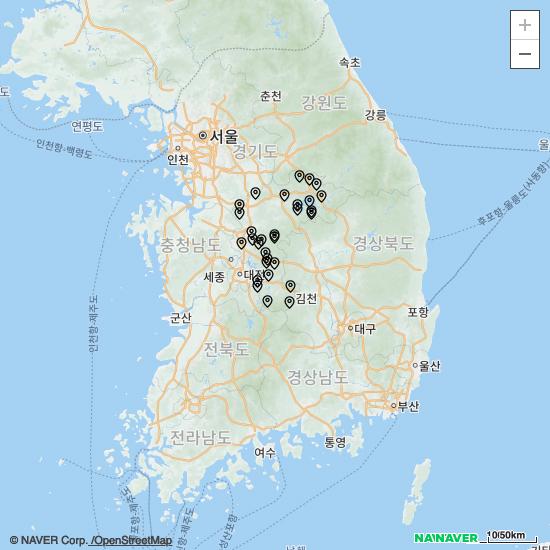 속초
춘천
강원도
강릉
도
연평도
서울
인천항-백령도
인천
경기도
울
후포항-울릉도(사동항)
충청남도
경상북도
세종
대전
김천
인천항-제주도
군산
포항
대구
전북도
울산
경상남도
부산
전라남도
여수
통영
© NAVER Corp. /OpenStreetMap
NAVER
10/50km